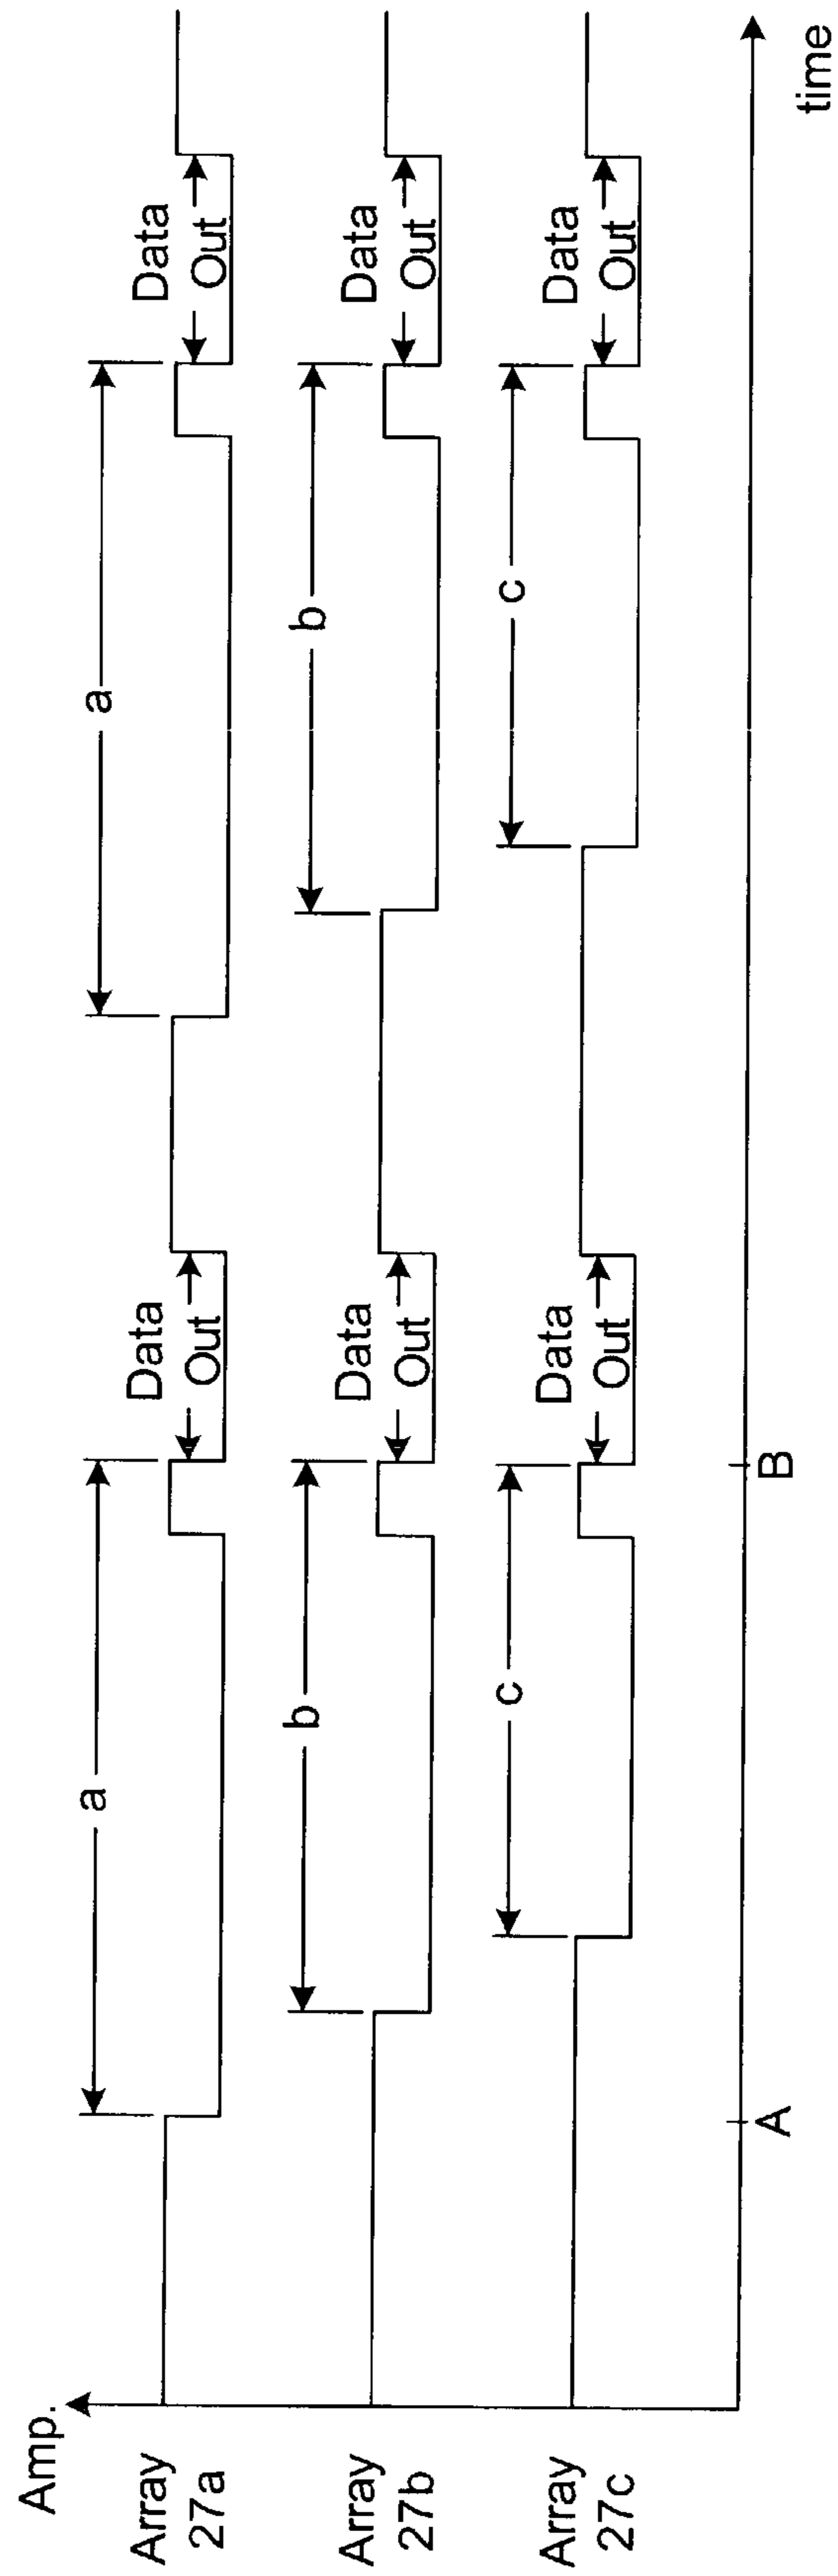 Amp.
Array
27a
a
Data
Out
a
Data
Out
Array
27b
b
Data
Out
b
Data
Out
Array
27c
c
Data
Out
c
Data
Out
A
B
time